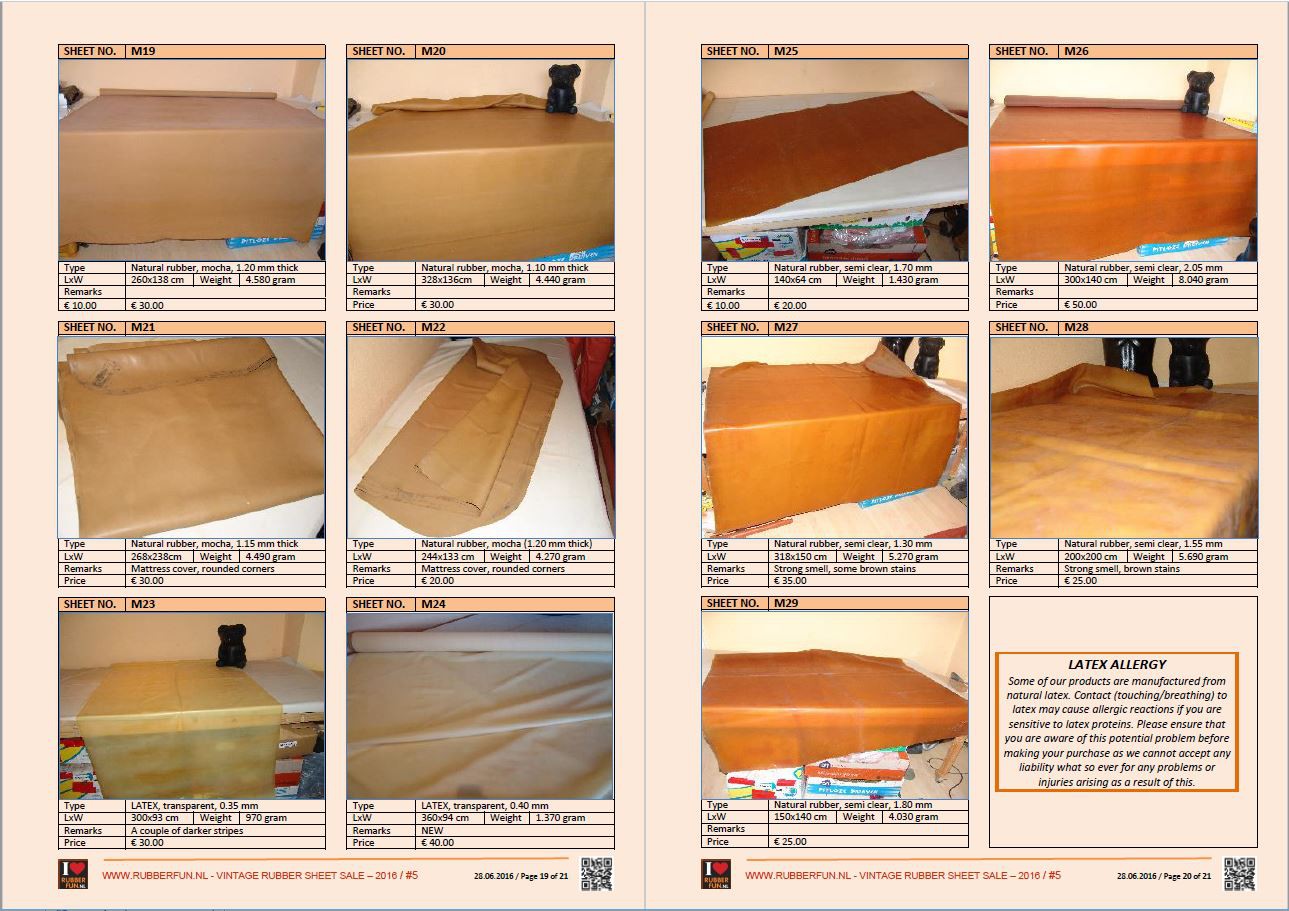 SHEET NO. M19
Type Natural rubber, mocha, 1.20 mm thick
LxW 260x138 cm Weight 4.580 gram
Remarks
€ 10.00 € 30.00
SHEET NO. M20
Type Natural rubber, mocha, 1.10 mm thick
LxW 328x136cm Weight 4.440 gram
Remarks
Price € 30.00
SHEET NO. M21
Type Natural rubber, mocha, 1.15 mm thick
LxW 268x238cm Weight 4.490 gram
Remarks Mattress cover, rounded corners
Price € 30.00
SHEET NO. M22
Type Natural rubber, mocha (1.20 mm thick)
LxW 244x133 cm Weight 4.270 gram
Remarks Mattress cover, rounded corners
Price € 20.00
SHEET NO. M23
Type LATEX, transparent, 0.35 mm
LxW 300x93 cm Weight 970 gram
Remarks A couple of darker stripes
Price € 30.00
SHEET NO. M24
Type LATEX, transparent, 0.40 mm
LxW 360x94 cm Weight 1.370 gram
Remarks NEW
Price € 40.00
I RUBBER FUN.NL
WWW.RUBBERFUN.NL - VINTAGE RUBBER SHEET SALE – 2016 / #5
28.06.2016 / Page 19 of 21
SHEET NO. M25
Type Natural rubber, semi clear, 1.70 mm
LxW 140x64 cm Weight 1.430 gram
Remarks
€ 10.00 € 20.00
SHEET NO. M26
PITLOZE DRUIVEN
Type Natural rubber, semi clear, 2.05 mm
LxW 300x140 cm Weight 8.040 gram
Remarks
Price € 50.00
SHEET NO. M27
PITLOZE DRUIVEN
Type Natural rubber, semi clear, 1.30 mm
LxW 318x150 cm Weight 5.270 gram
Remarks Strong smell, some brown stains
Price € 35.00
SHEET NO. M28
Type Natural rubber, semi clear, 1.55 mm
LxW 200x200 cm Weight 5.690 gram
Remarks Strong smell, brown stains
Price € 25.00
SHEET NO. M29
PITLOZE DRUIVEN
Type Natural rubber, semi clear, 1.80 mm
LxW 150x140 cm Weight 4.030 gram
Remarks
Price € 25.00
LATEX ALLERGY
Some of our products are manufactured from
natural latex. Contact (touching/breathing) to
latex may cause allergic reactions if you are
sensitive to latex proteins. Please ensure that
you are aware of this potential problem before
making your purchase as we cannot accept any
liability what so ever for any problems or
injuries arising as a result of this.
I RUBBER FUN.NL
WWW.RUBBERFUN.NL - VINTAGE RUBBER SHEET SALE – 2016 / #5
28.06.2016 / Page 20 of 21